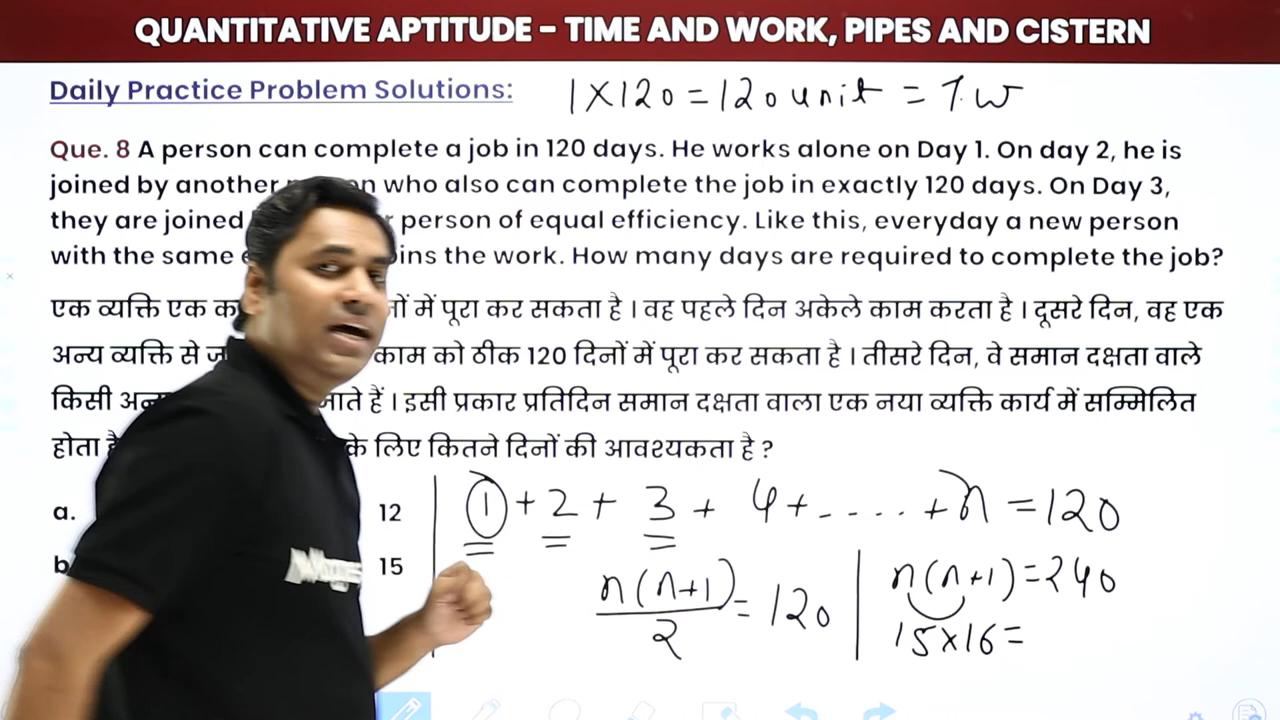 QUANTITATIVE APTITUDE – TIME AND WORK, PIPES AND CISTERN
Daily Practice Problem Solutions: 1×120=120unit = T.W
Que. 8 A person can complete a job in 120 days. He works alone on Day 1. On day 2, he is
joined by another who also can complete the job in exactly 120 days. On Day 3,
they are joined person of equal efficiency. Like this, everyday a new person
with the same the work. How many days are required to complete the job?
एक व्यक्ति एक में पूरा कर सकता है । वह पहले दिन अकेले काम करता है । दूसरे दिन, वह एक
अन्य व्यक्ति से काम को ठीक 120 दिनों में पूरा कर सकता है । तीसरे दिन, वे समान दक्षता वाले
किसी हैं । इसी प्रकार प्रतिदिन समान दक्षता वाला एक नया व्यक्ति कार्य में सम्मिलित
होता के लिए कितने दिनों की आवश्यकता है ?
a. 12 1 + 2 + 3 + 4 + .... + n = 120
b 15 n(n+1)/2 = 120 n(n+1)=240
15×16=